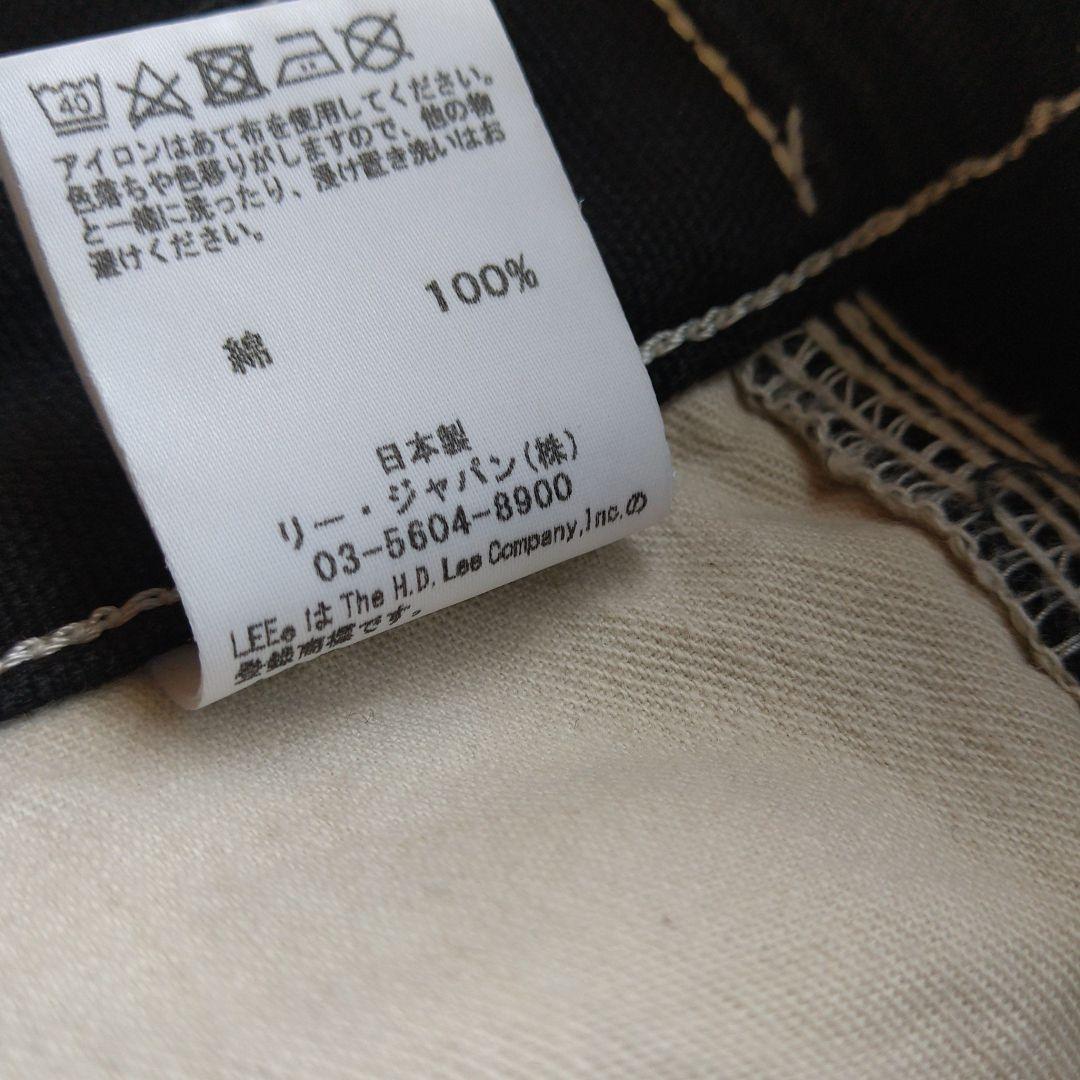 40
アイロンはあて布を使用してください。
色落ちや色移りがしますので、他の物
と一緒に洗ったり、浸け置き洗いはお
避けください。
綿 100%
日本製
リー・ジャパン(株)
03-5604-8900
LEE® は The H.D. Lee Company,Inc.の
登録商標です。